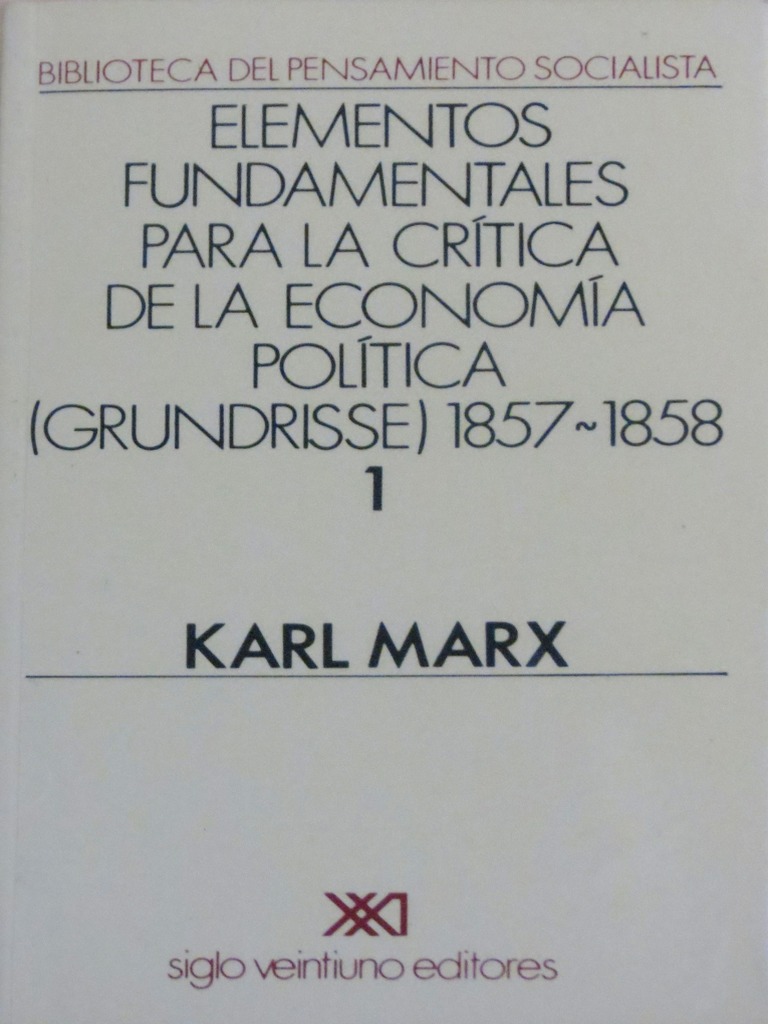 BIBLIOTECA DEL PENSAMIENTO SOCIALISTA
ELEMENTOS
FUNDAMENTALES
PARA LA CRÍTICA
DE LA ECONOMÍA
POLÍTICA
(GRUNDRISSE) 1857~1858
1
KARL MARX
XXI
siglo veintiuno editores